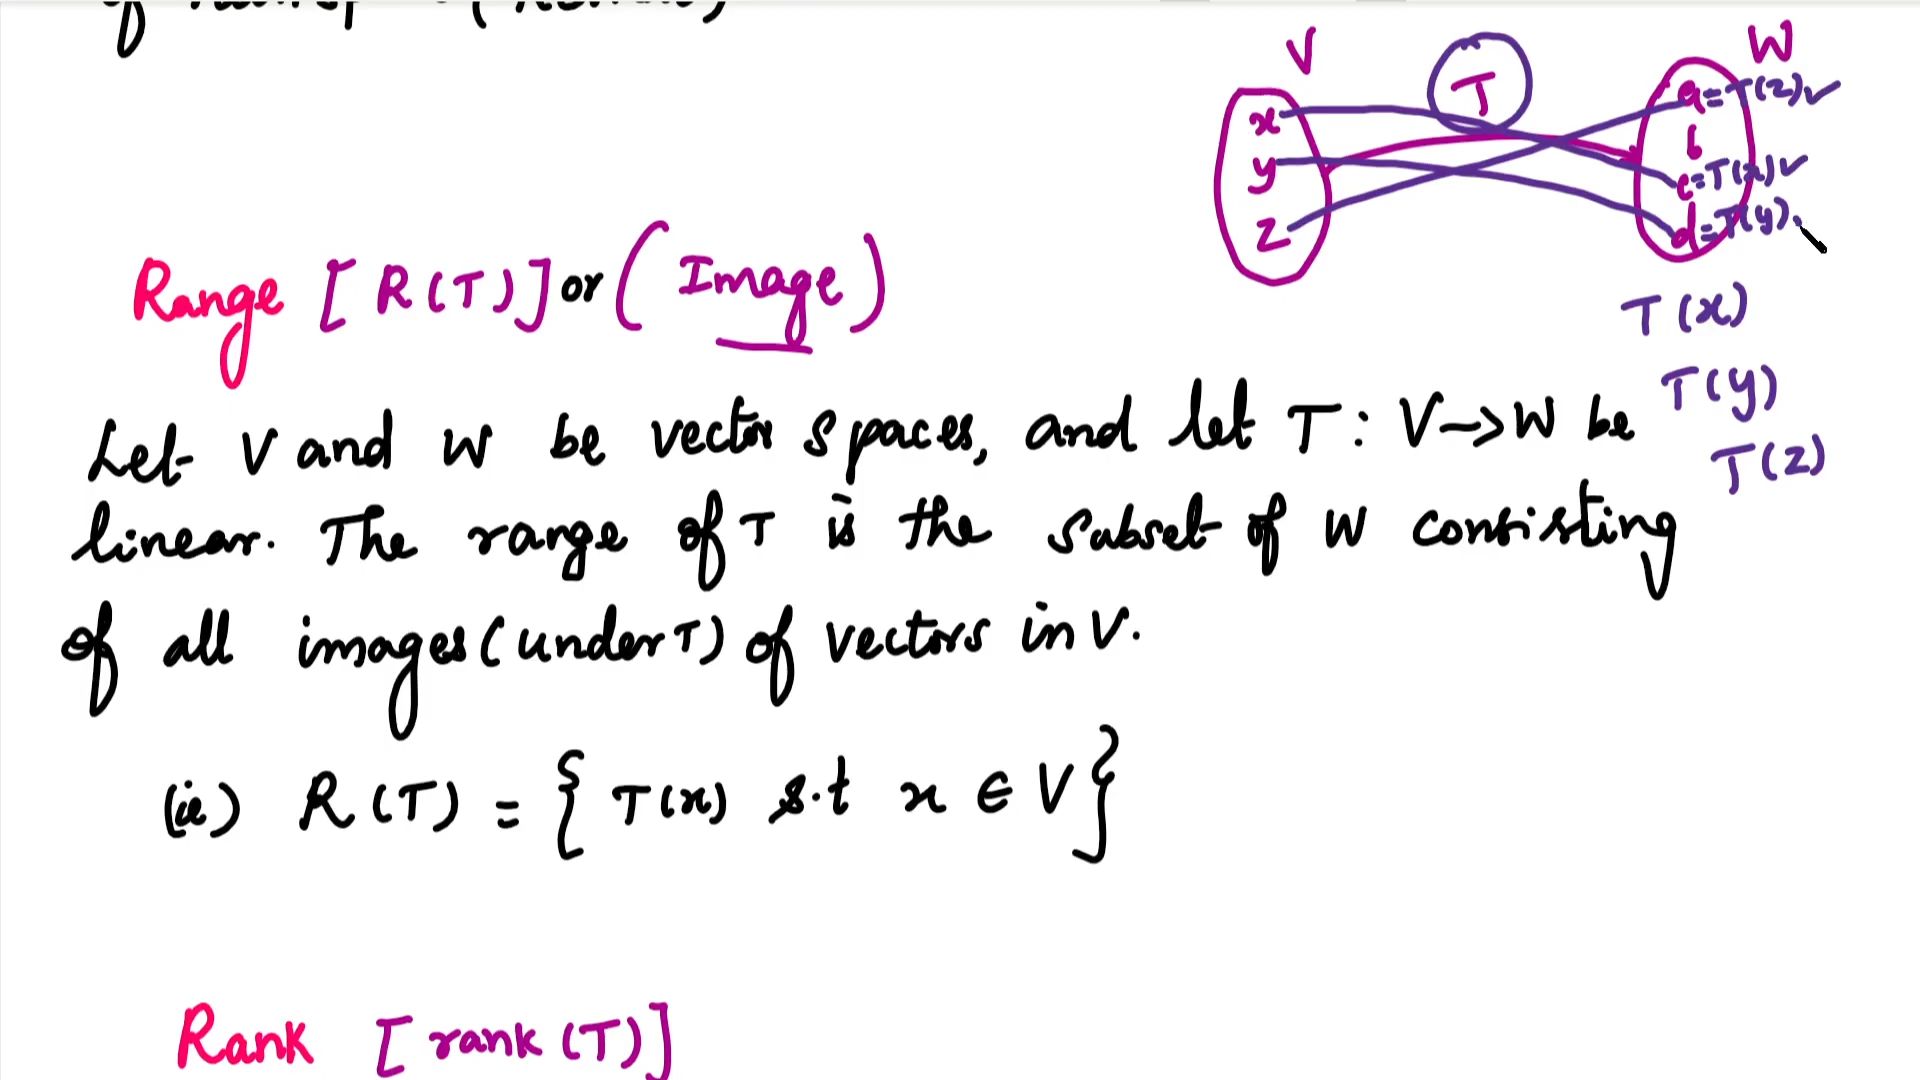 V T W
x a = T(z) ✓
b
y c = T(x) ✓
z d = T(y)
T(x)
Range [R(T)] or (Image)
T(y)
Let V and W be vector spaces, and let T : V → W be
T(z)
linear. The range of T is the subset of W consisting
of all images (under T) of vectors in V.
(ie) R(T) = { T(x) s.t x ∈ V }
Rank [rank (T)]